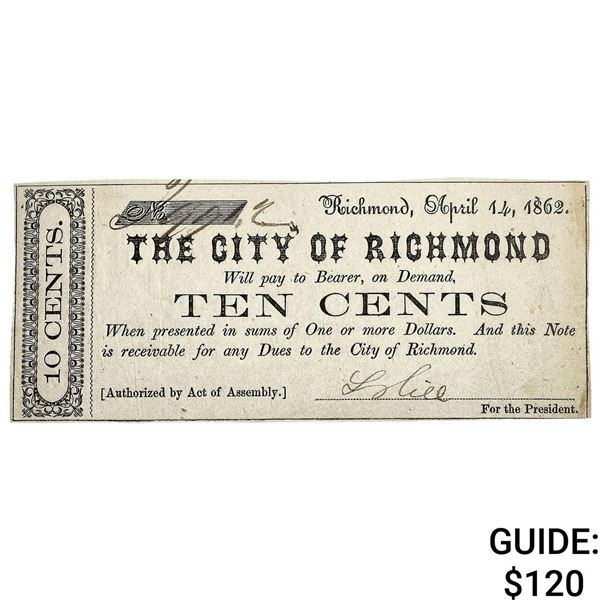 No.
Richmond, April 14, 1862.
THE CITY OF RICHMOND
Will pay to Bearer, on Demand,
TEN CENTS
When presented in sums of One or more Dollars. And this Note
is receivable for any Dues to the City of Richmond.
[Authorized by Act of Assembly.]
For the President.
10 CENTS.
GUIDE:
$120